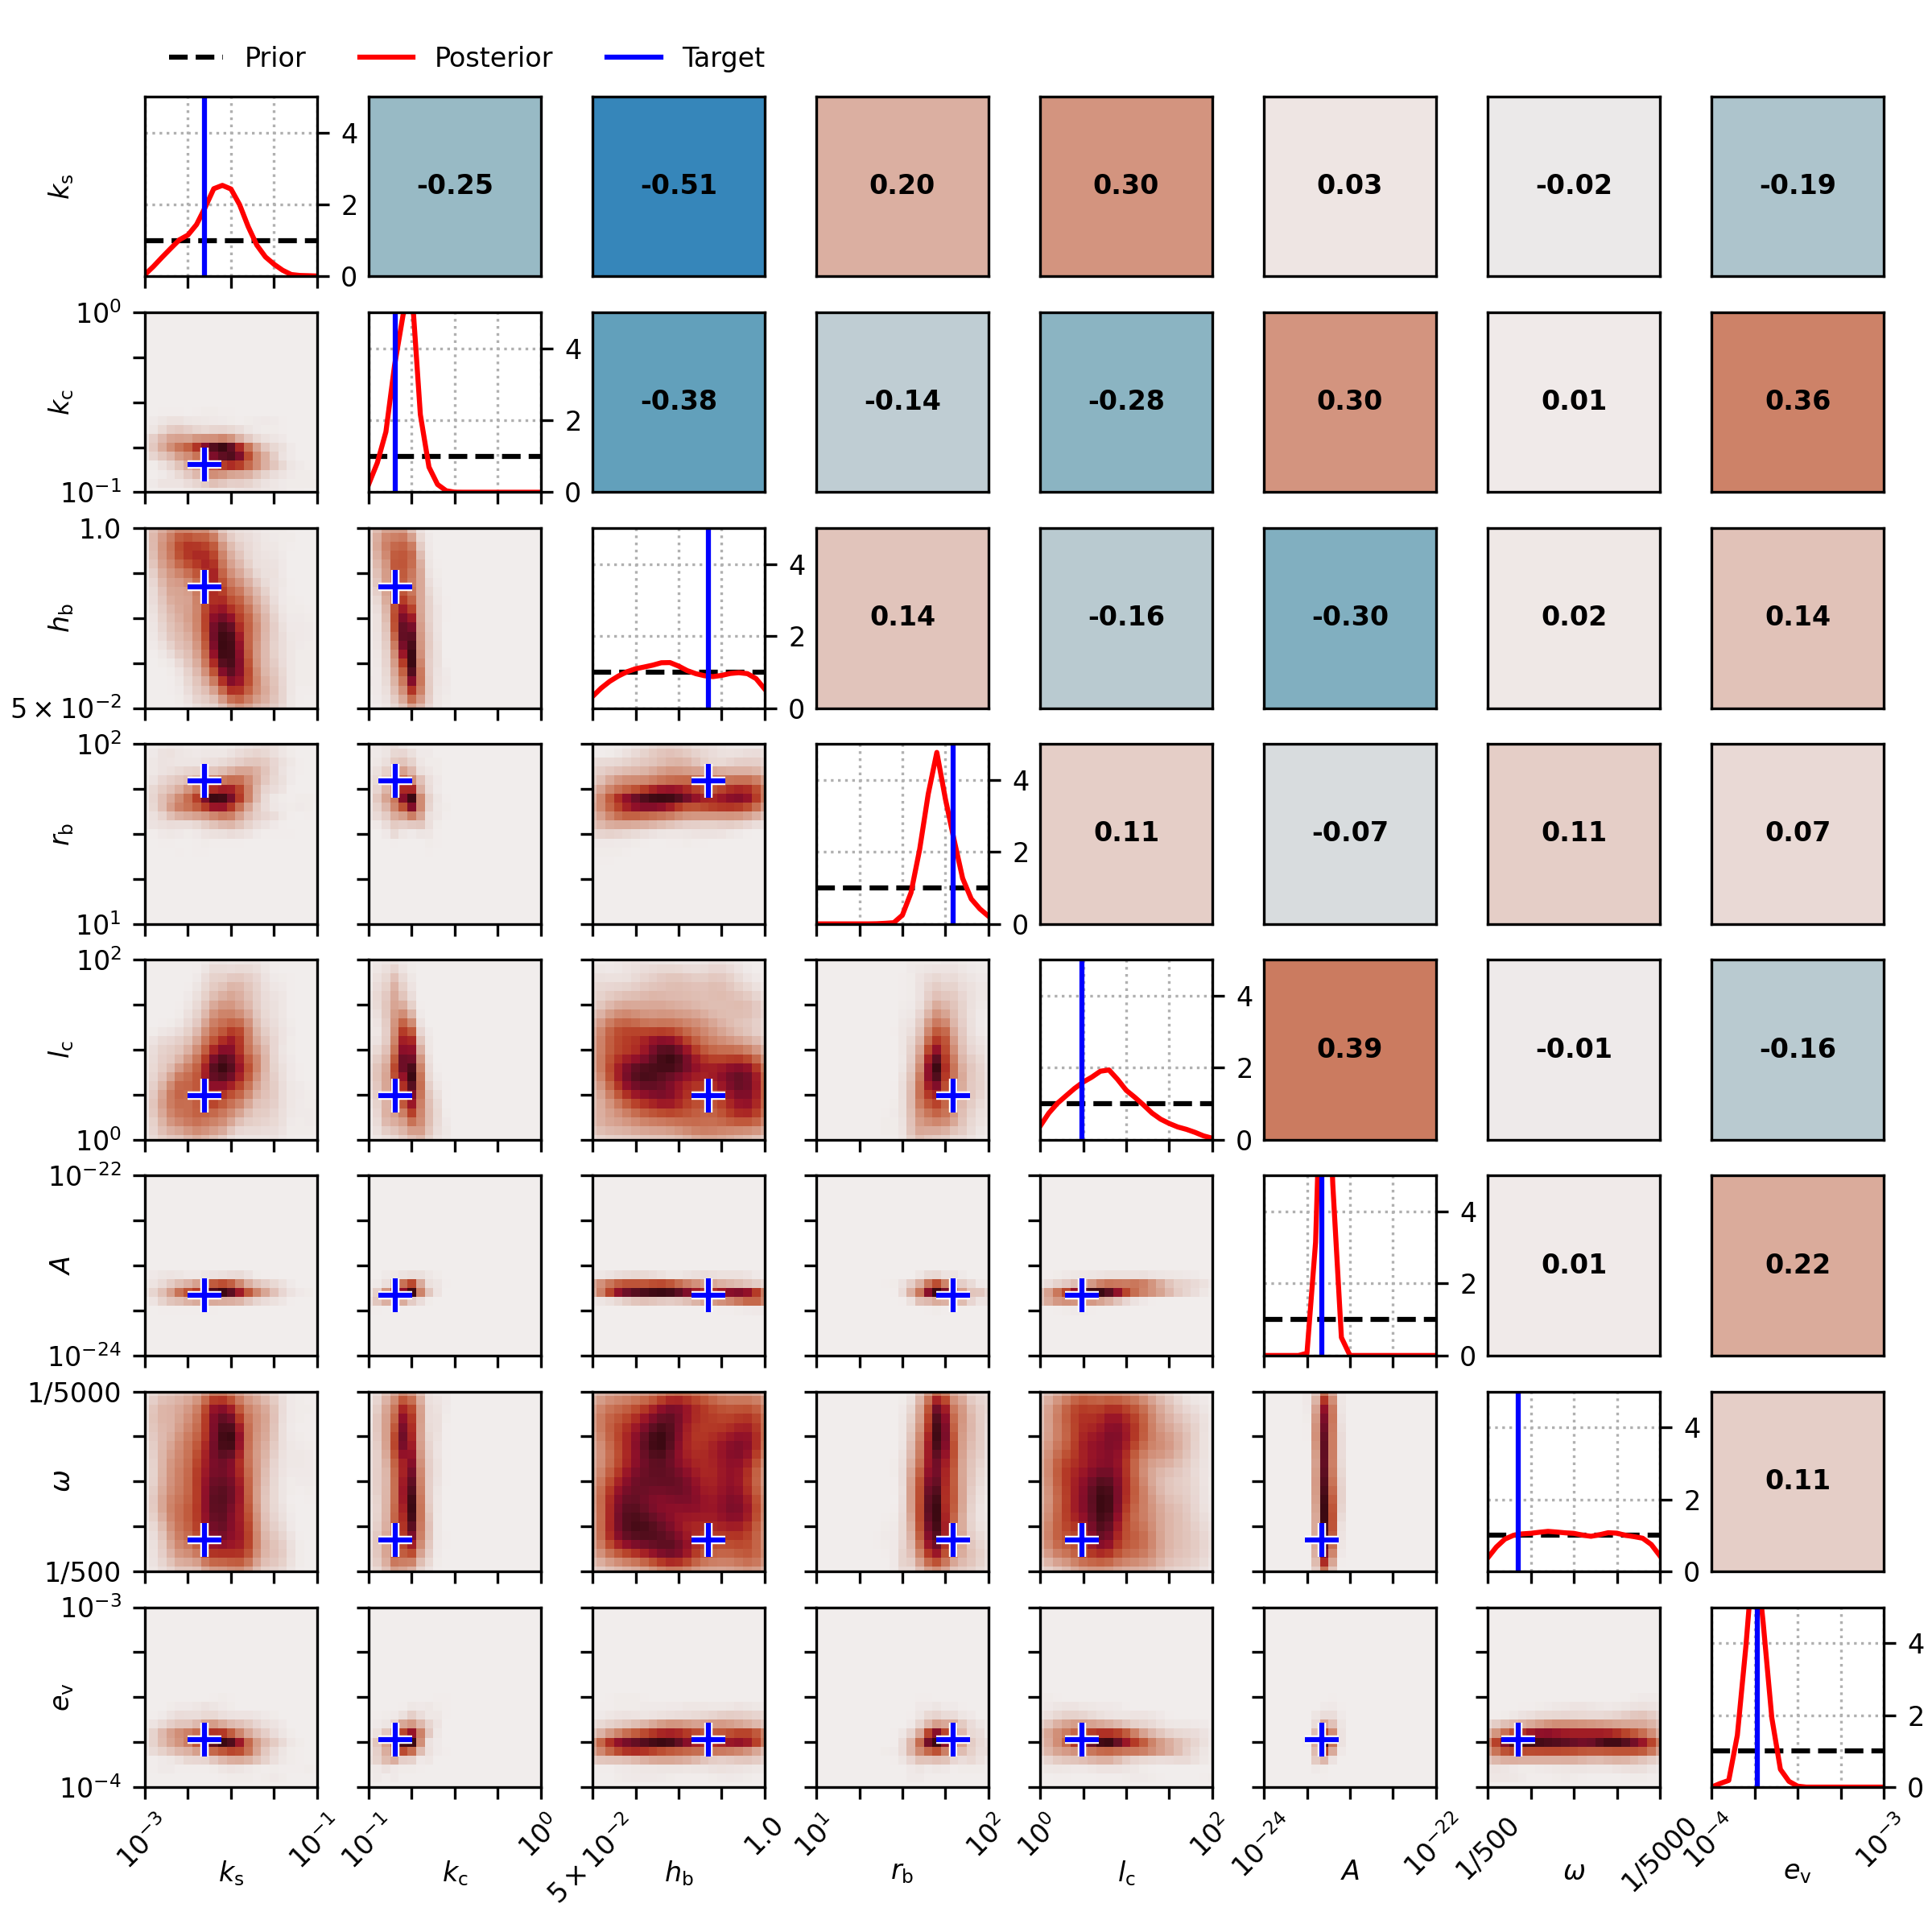 Prior Posterior Target
k_s 4 2 0 -0.25 -0.51 0.20 0.30 0.03 -0.02 -0.19
10^0 k_c 10^-1 4 2 0 -0.38 -0.14 -0.28 0.30 0.01 0.36
1.0 h_b 5 × 10^-2 4 2 0 0.14 -0.16 -0.30 0.02 0.14
10^2 r_b 10^1 4 2 0 0.11 -0.07 0.11 0.07
10^2 l_c 10^0 4 2 0 0.39 -0.01 -0.16
10^-22 A 10^-24 4 2 0 0.01 0.22
1/5000 ω 1/500 4 2 0 0.11
10^-3 e_v 10^-4 4 2 0
10^-3 10^-1 10^-1 10^0 5 × 10^-2 1.0 10^1 10^2 10^0 10^2 10^-24 10^-22 1/500 1/5000 10^-4 10^-3
k_s k_c h_b r_b l_c A ω e_v